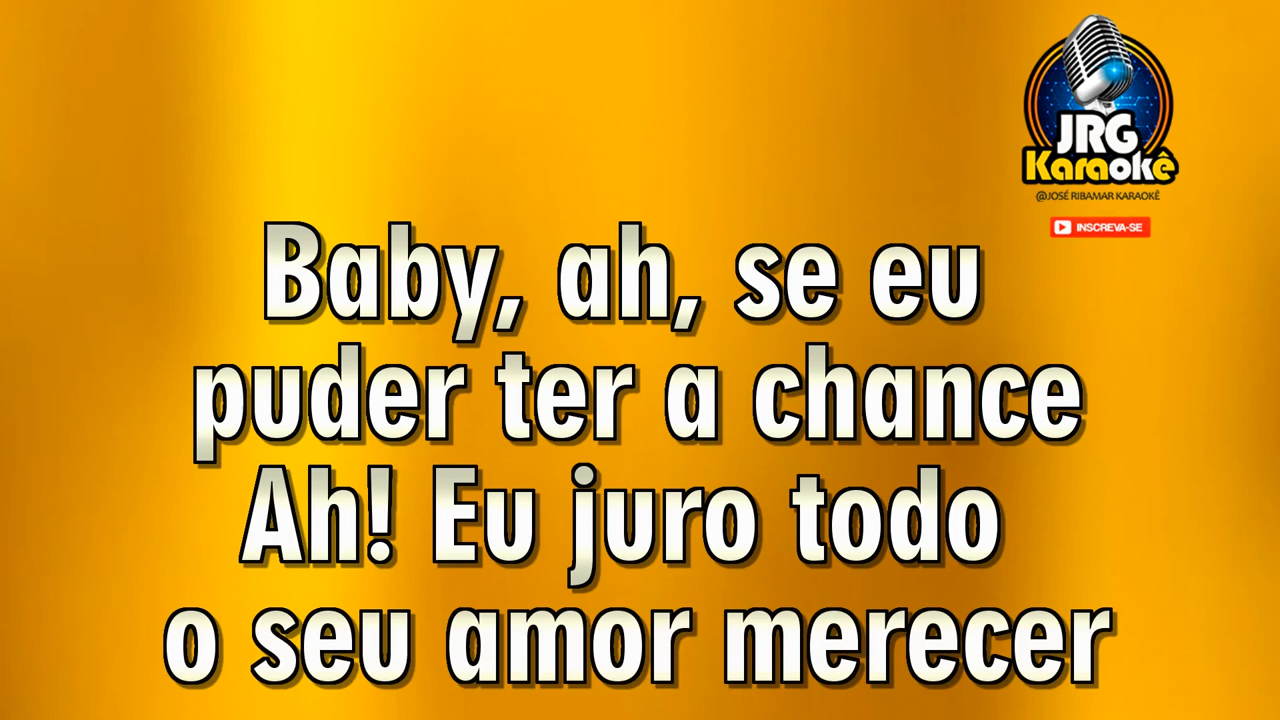 JRG
Karaokê
@JOSÉ RIBAMAR KARAOKÊ
INSCREVA-SE
Baby, ah, se eu
puder ter a chance
Ah! Eu juro todo
o seu amor merecer